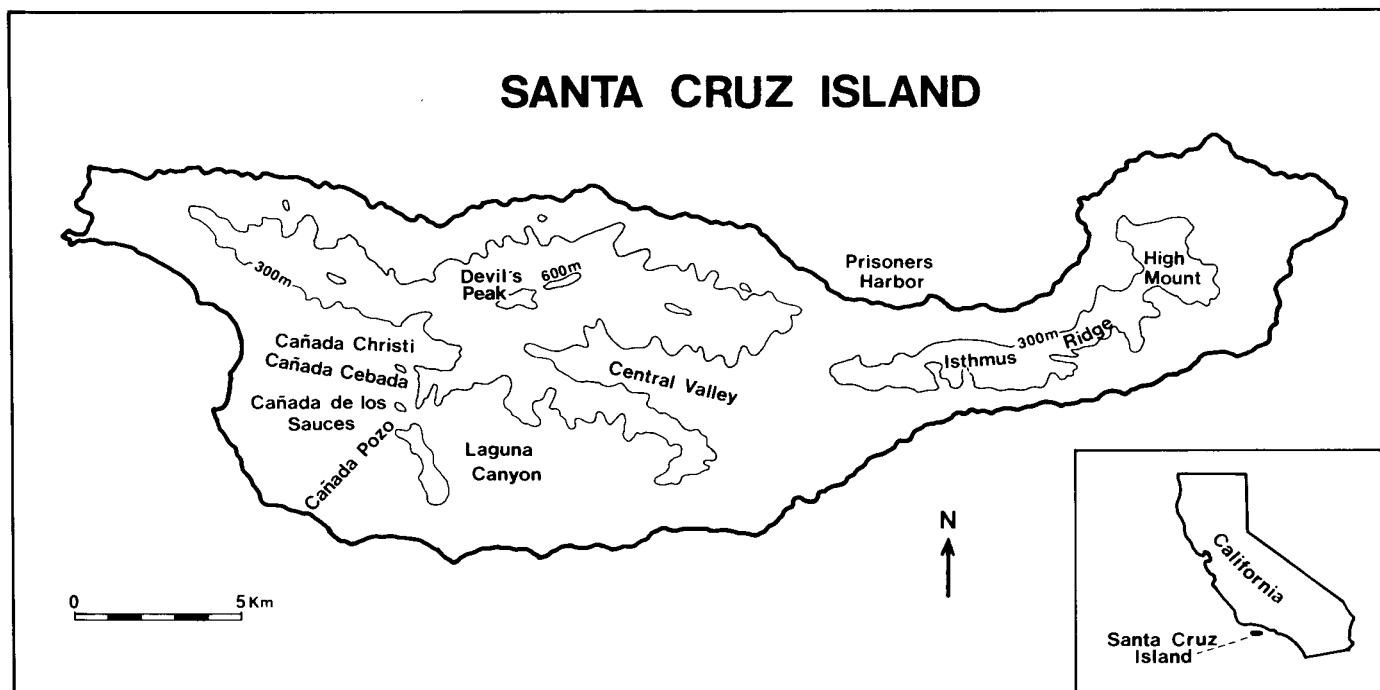 SANTA CRUZ ISLAND
Prisoners
Harbor
High
Mount
Devil's
Peak
600m
300m
300m
Ridge
Isthmus
Cañada Christi
Cañada Cebada
Central Valley
Cañada de los
Sauces
Cañada Pozo
Laguna
Canyon
N
0 5 Km
California
Santa Cruz
Island